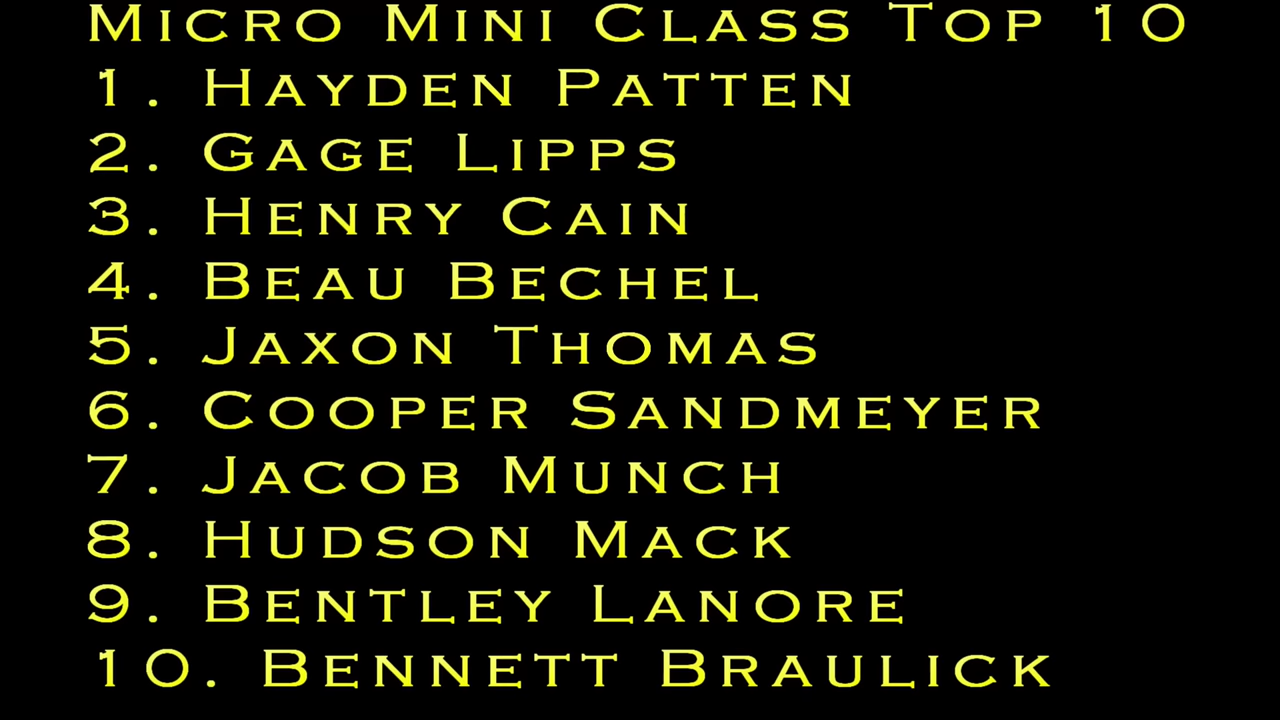 Micro Mini Class Top 10
1. Hayden Patten
2. Gage Lipps
3. Henry Cain
4. Beau Bechel
5. Jaxon Thomas
6. Cooper Sandmeyer
7. Jacob Munch
8. Hudson Mack
9. Bentley Lanore
10. Bennett Braulick